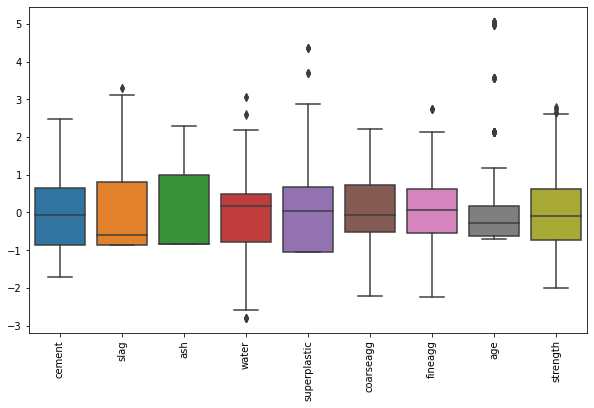 5
4
3
2
1
0
−1
−2
−3
cement
slag
ash
water
superplastic
coarseagg
fineagg
age
strength